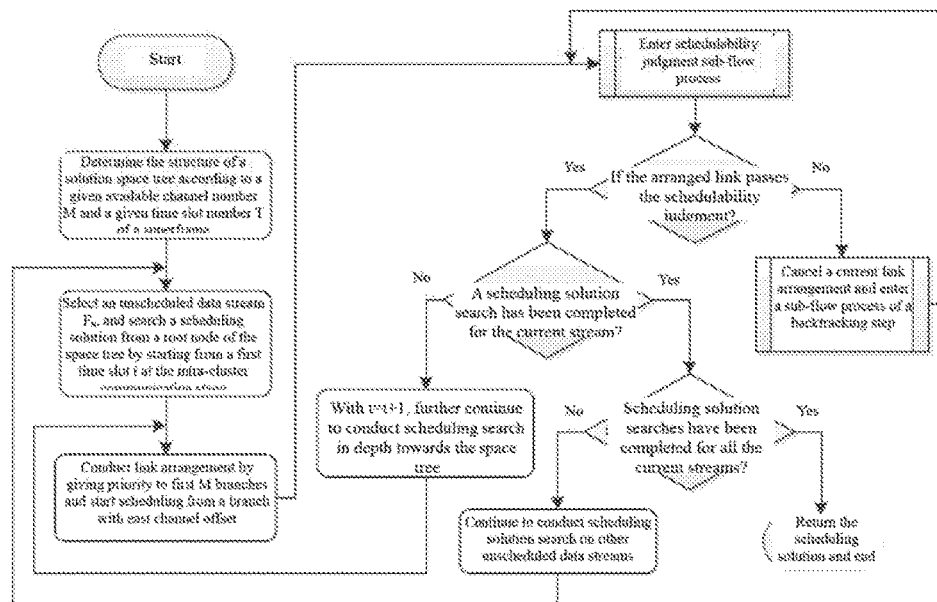 Start
Determine the structure of a
solution space tree according to a
given available channel number
M and a given time slot number T
of a superframe
Select an unscheduled data stream
and search a scheduling
solution from a root node of the
space tree by starting from a first
time slot t at the intra-cluster
communication stage
Conduct link arrangement by
giving priority to first M branches
and start scheduling from a branch
with east channel offset
Enter schedulability
judgment sub-flow
process
If the arranged link passes
the schedulability
judgment?
Yes
No
Cancel a current link
arrangement and enter
a sub-flow process of a
backtracking step
A scheduling solution
search has been completed
for the current stream?
No
Yes
With t=t+1, further continue
to conduct scheduling search
in depth towards the space
tree
Scheduling solution
searches have been
completed for all the
current streams?
No
Yes
Continue to conduct scheduling
solution search on other
unscheduled data streams
Return the
scheduling
solution and end